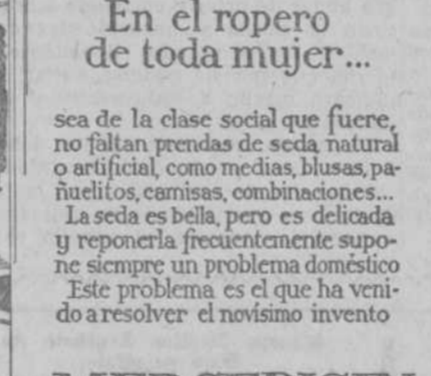 En el ropero
de toda mujer...
sea de la clase social que fuere,
no faltan prendas de seda natural
o artificial, como medias, blusas, pa-
ñuelitos, camisas, combinaciones...
La seda es bella, pero es delicada
y reponerla frecuentemente supo-
ne siempre un problema doméstico
Este problema es el que ha veni-
do a resolver el novísimo invento